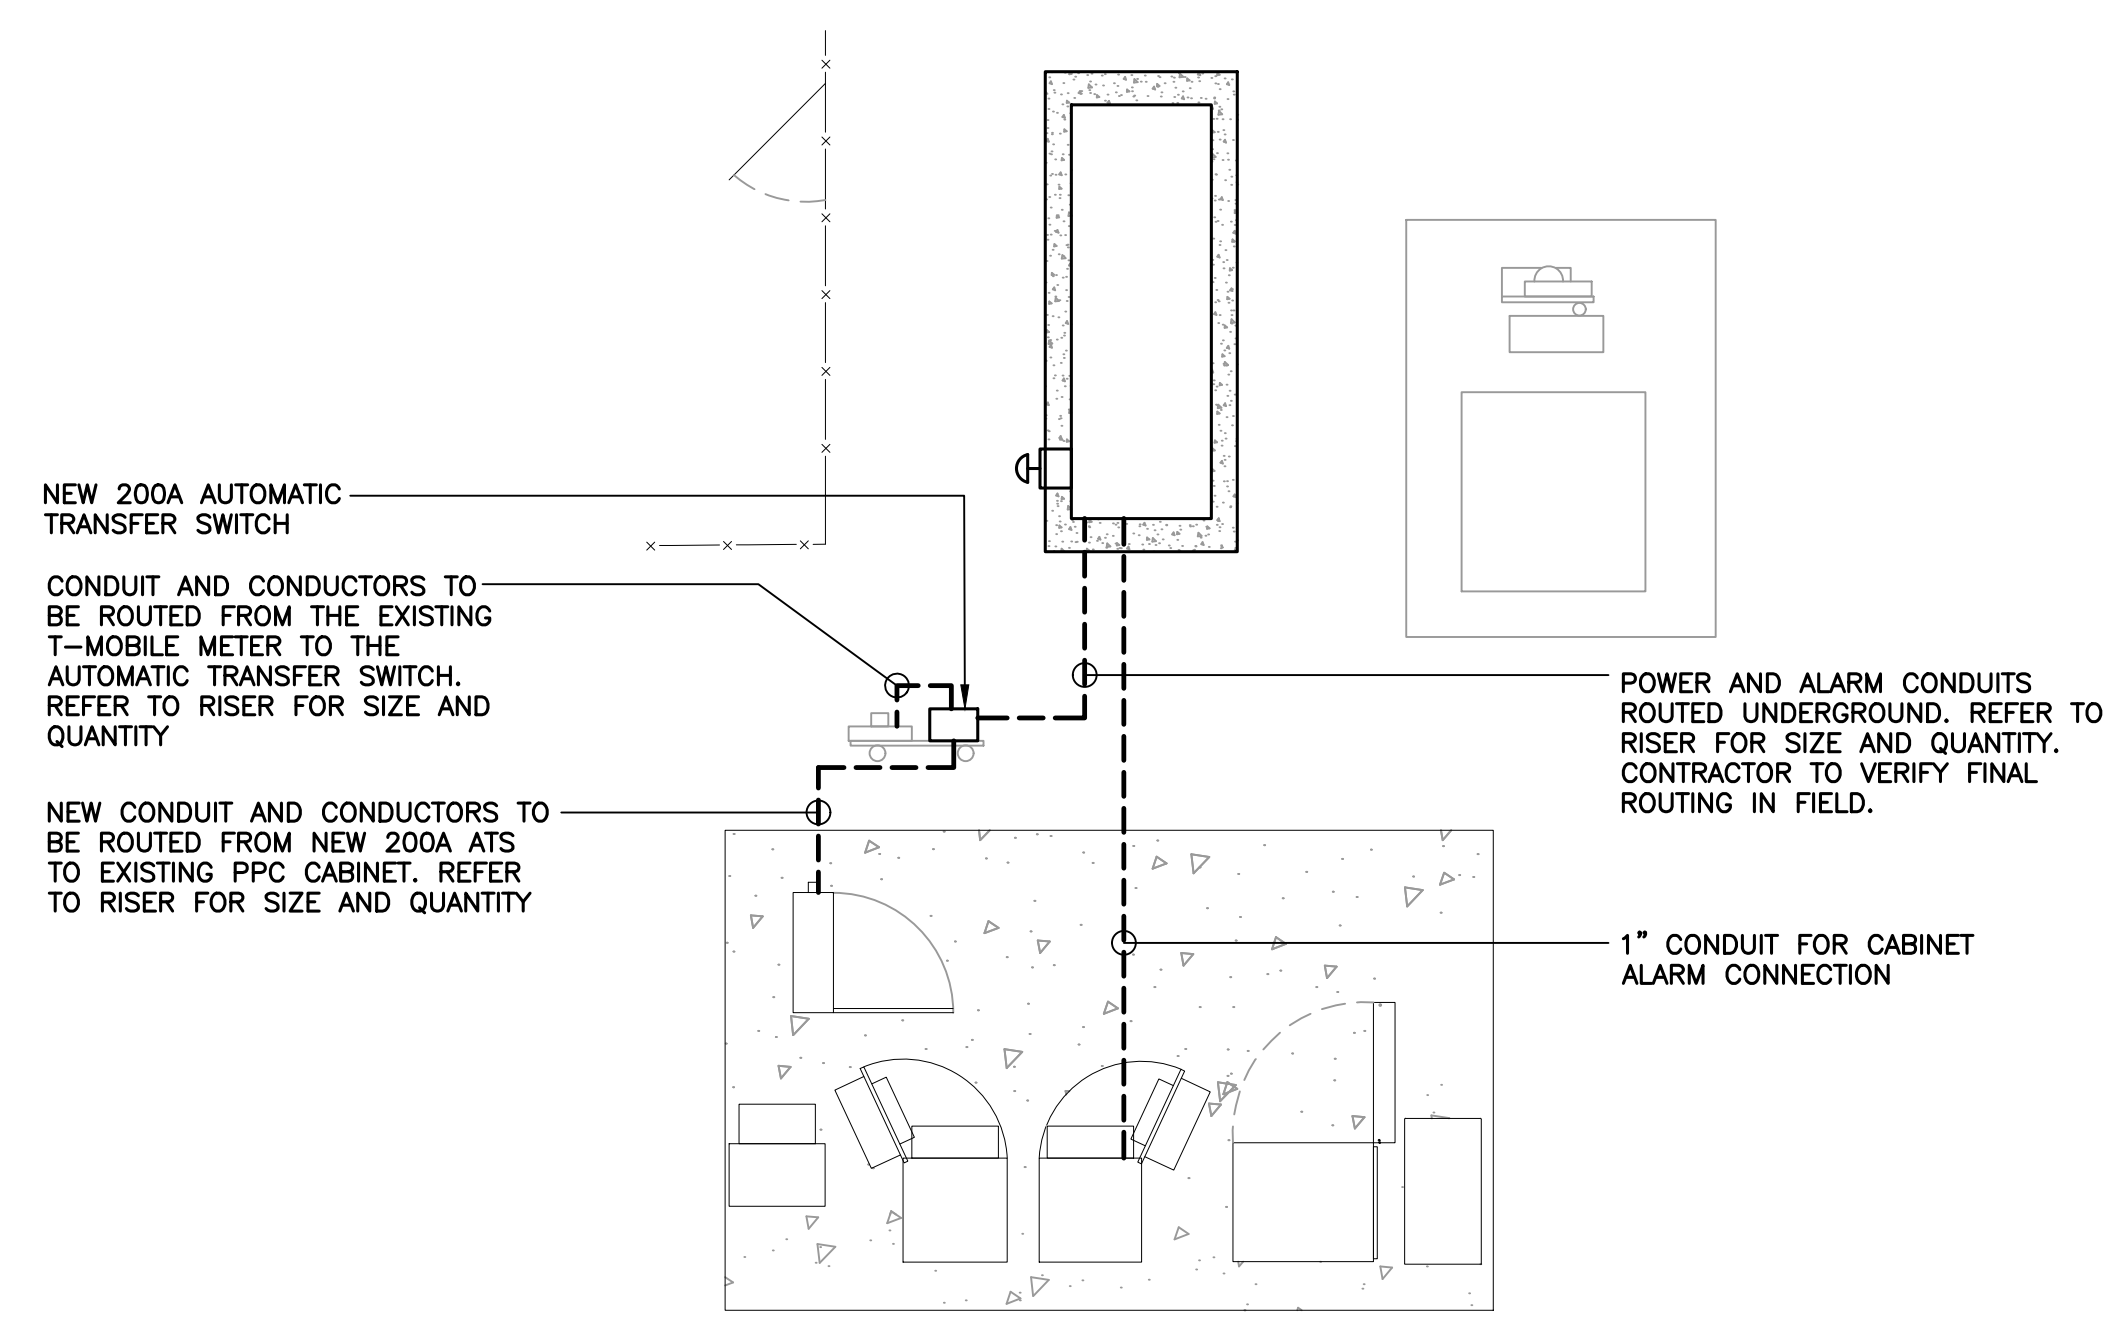 NEW 200A AUTOMATIC
TRANSFER SWITCH
CONDUIT AND CONDUCTORS TO
BE ROUTED FROM THE EXISTING
T-MOBILE METER TO THE
AUTOMATIC TRANSFER SWITCH.
REFER TO RISER FOR SIZE AND
QUANTITY
NEW CONDUIT AND CONDUCTORS TO
BE ROUTED FROM NEW 200A ATS
TO EXISTING PPC CABINET. REFER
TO RISER FOR SIZE AND QUANTITY
POWER AND ALARM CONDUITS
ROUTED UNDERGROUND. REFER TO
RISER FOR SIZE AND QUANTITY.
CONTRACTOR TO VERIFY FINAL
ROUTING IN FIELD.
1" CONDUIT FOR CABINET
ALARM CONNECTION